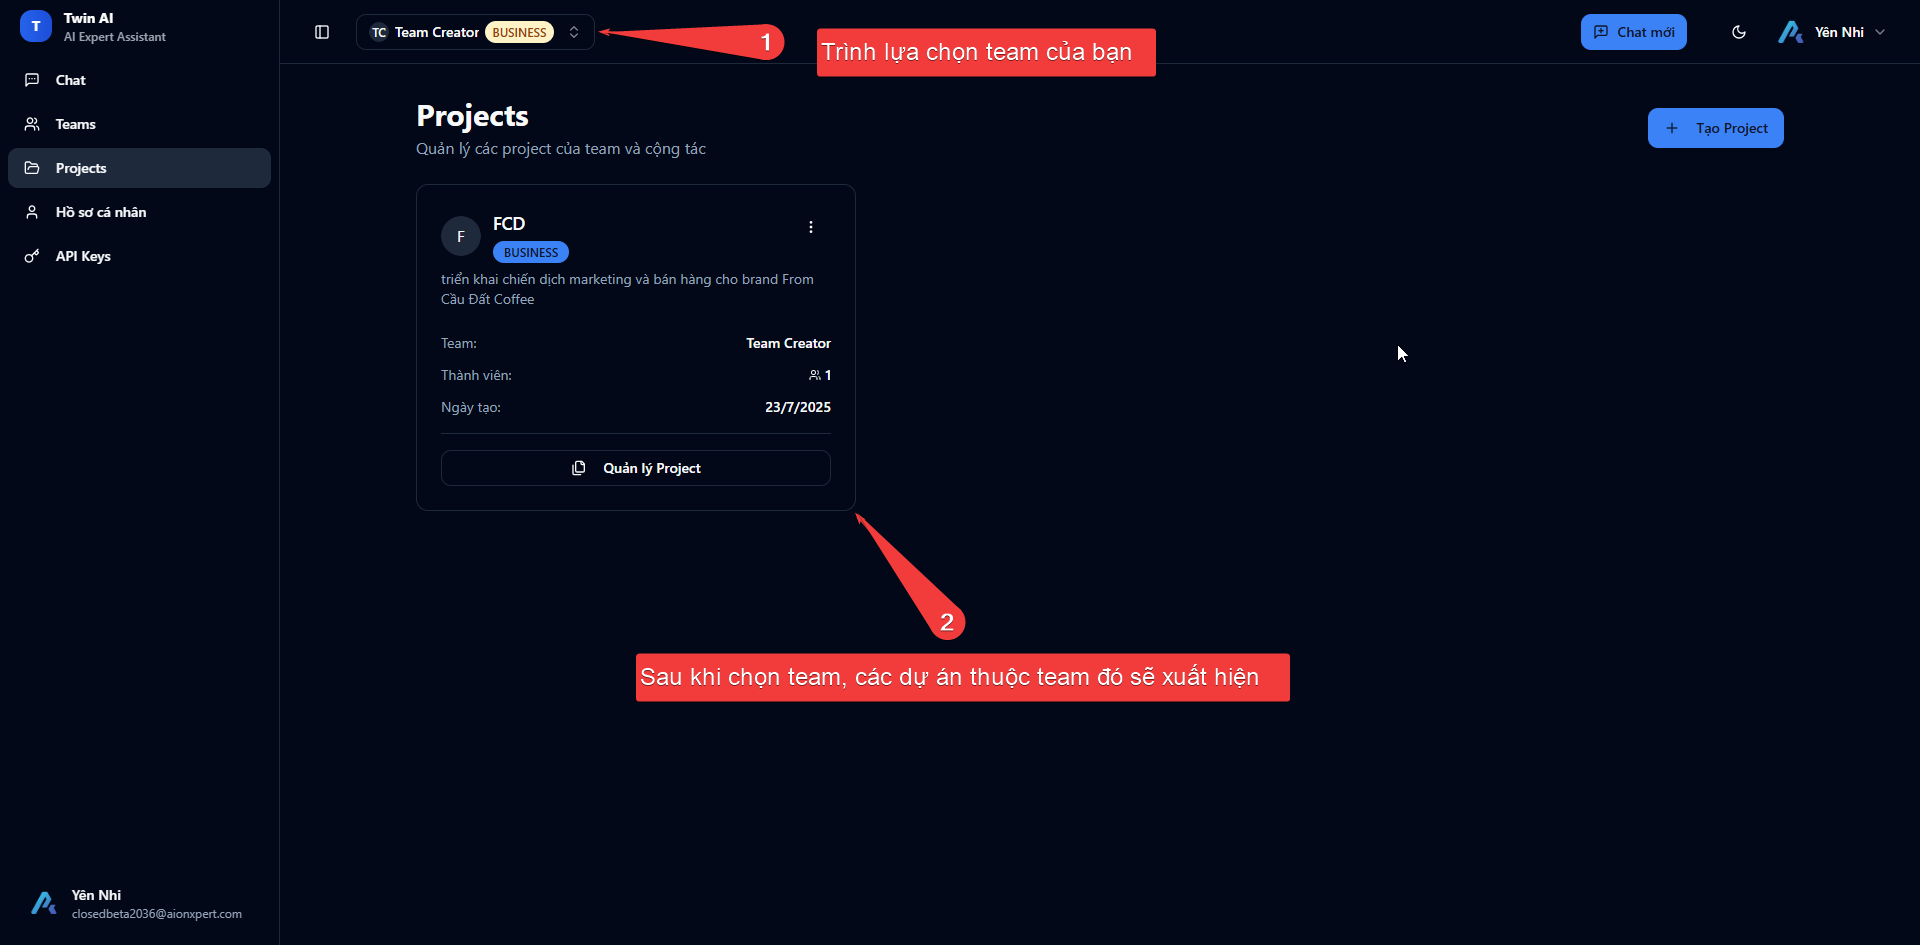 T
Twin AI
AI Expert Assistant
Chat
Teams
Projects
Hồ sơ cá nhân
API Keys
TC Team Creator BUSINESS
1
Trình lựa chọn team của bạn
Chat mới
Yên Nhi
Projects
Quản lý các project của team và cộng tác
Tạo Project
F
FCD
BUSINESS
triển khai chiến dịch marketing và bán hàng cho brand From
Cầu Đất Coffee
Team: Team Creator
Thành viên: 1
Ngày tạo: 23/7/2025
Quản lý Project
2
Sau khi chọn team, các dự án thuộc team đó sẽ xuất hiện
Yên Nhi
closedbeta2036@aionxpert.com